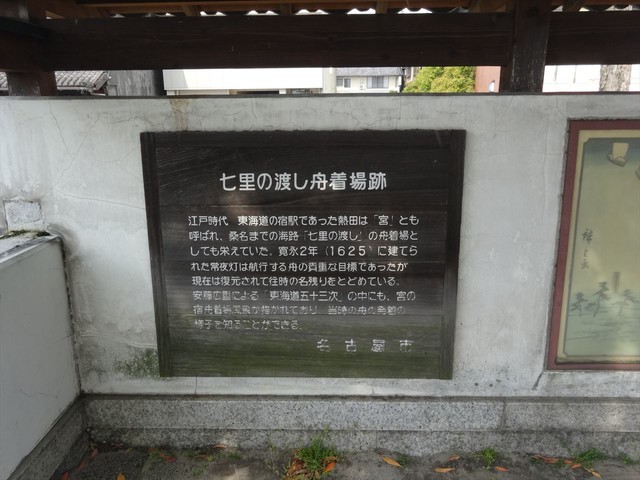 七里の渡し舟着場跡
江戸時代　東海道の宿駅であった熱田は「宮」とも
呼ばれ、桑名までの海路「七里の渡し」の舟着場と
しても栄えていた。寛永2年（1625）に建てら
れた常夜灯は航行する舟の貴重な目標であったが
現在は復元されて往時の名残りをとどめている。
安藤広重による「東海道五十三次」の中にも、宮の
宿舟着場風景が描かれており　当時の舟の発着の
様子を知ることができる。
名古屋市